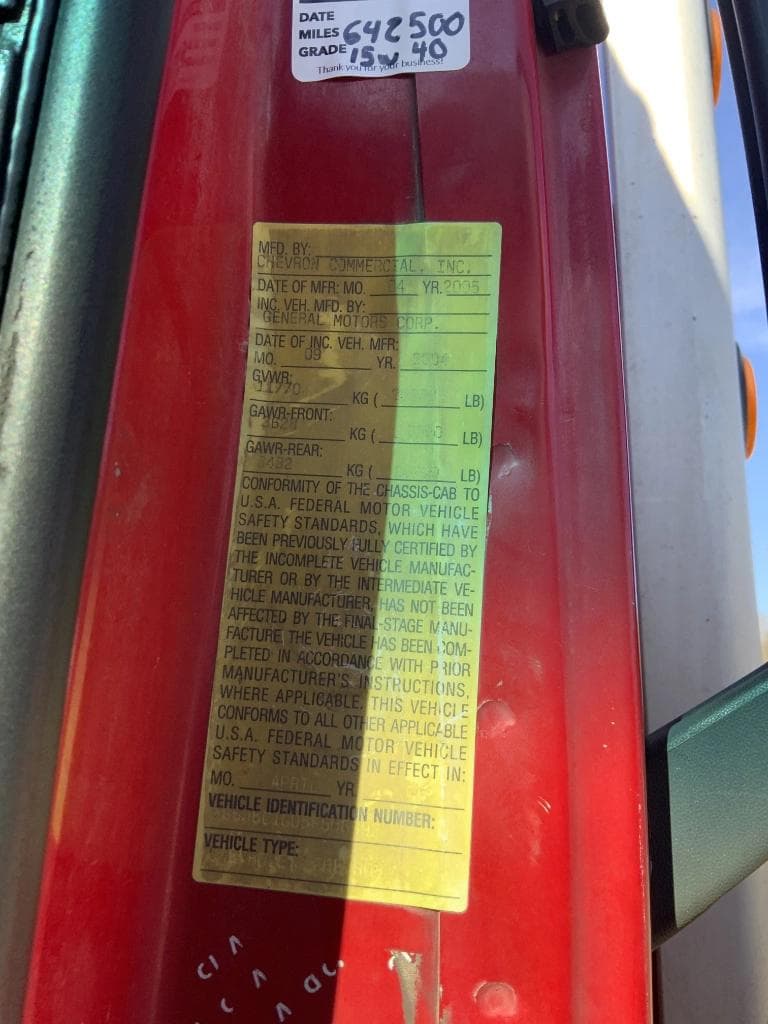 DATE
MILES 642500
GRADE 15w 40
Thank you for your business!
MFD. BY:
CHEVRON COMMERCIAL, INC.
DATE OF MFR: MO. 04 YR. 2005
INC. VEH. MFD. BY:
GENERAL MOTORS CORP.
DATE OF INC. VEH. MFR:
MO. 09 YR. 2004
GVWR:
11770 KG ( LB)
GAWR-FRONT:
3628 KG ( LB)
GAWR-REAR:
KG ( LB)
CONFORMITY OF THE CHASSIS-CAB TO
U.S.A. FEDERAL MOTOR VEHICLE
SAFETY STANDARDS, WHICH HAVE
BEEN PREVIOUSLY FULLY CERTIFIED BY
THE INCOMPLETE VEHICLE MANUFAC-
TURER OR BY THE INTERMEDIATE VE-
HICLE MANUFACTURER, HAS NOT BEEN
AFFECTED BY THE FINAL-STAGE MANU-
FACTURE THE VEHICLE HAS BEEN COM-
PLETED IN ACCORDANCE WITH PRIOR
MANUFACTURER'S INSTRUCTIONS,
WHERE APPLICABLE. THIS VEHICLE
CONFORMS TO ALL OTHER APPLICABLE
U.S.A. FEDERAL MOTOR VEHICLE
SAFETY STANDARDS IN EFFECT IN:
MO. APRIL YR.
VEHICLE IDENTIFICATION NUMBER:
VEHICLE TYPE: